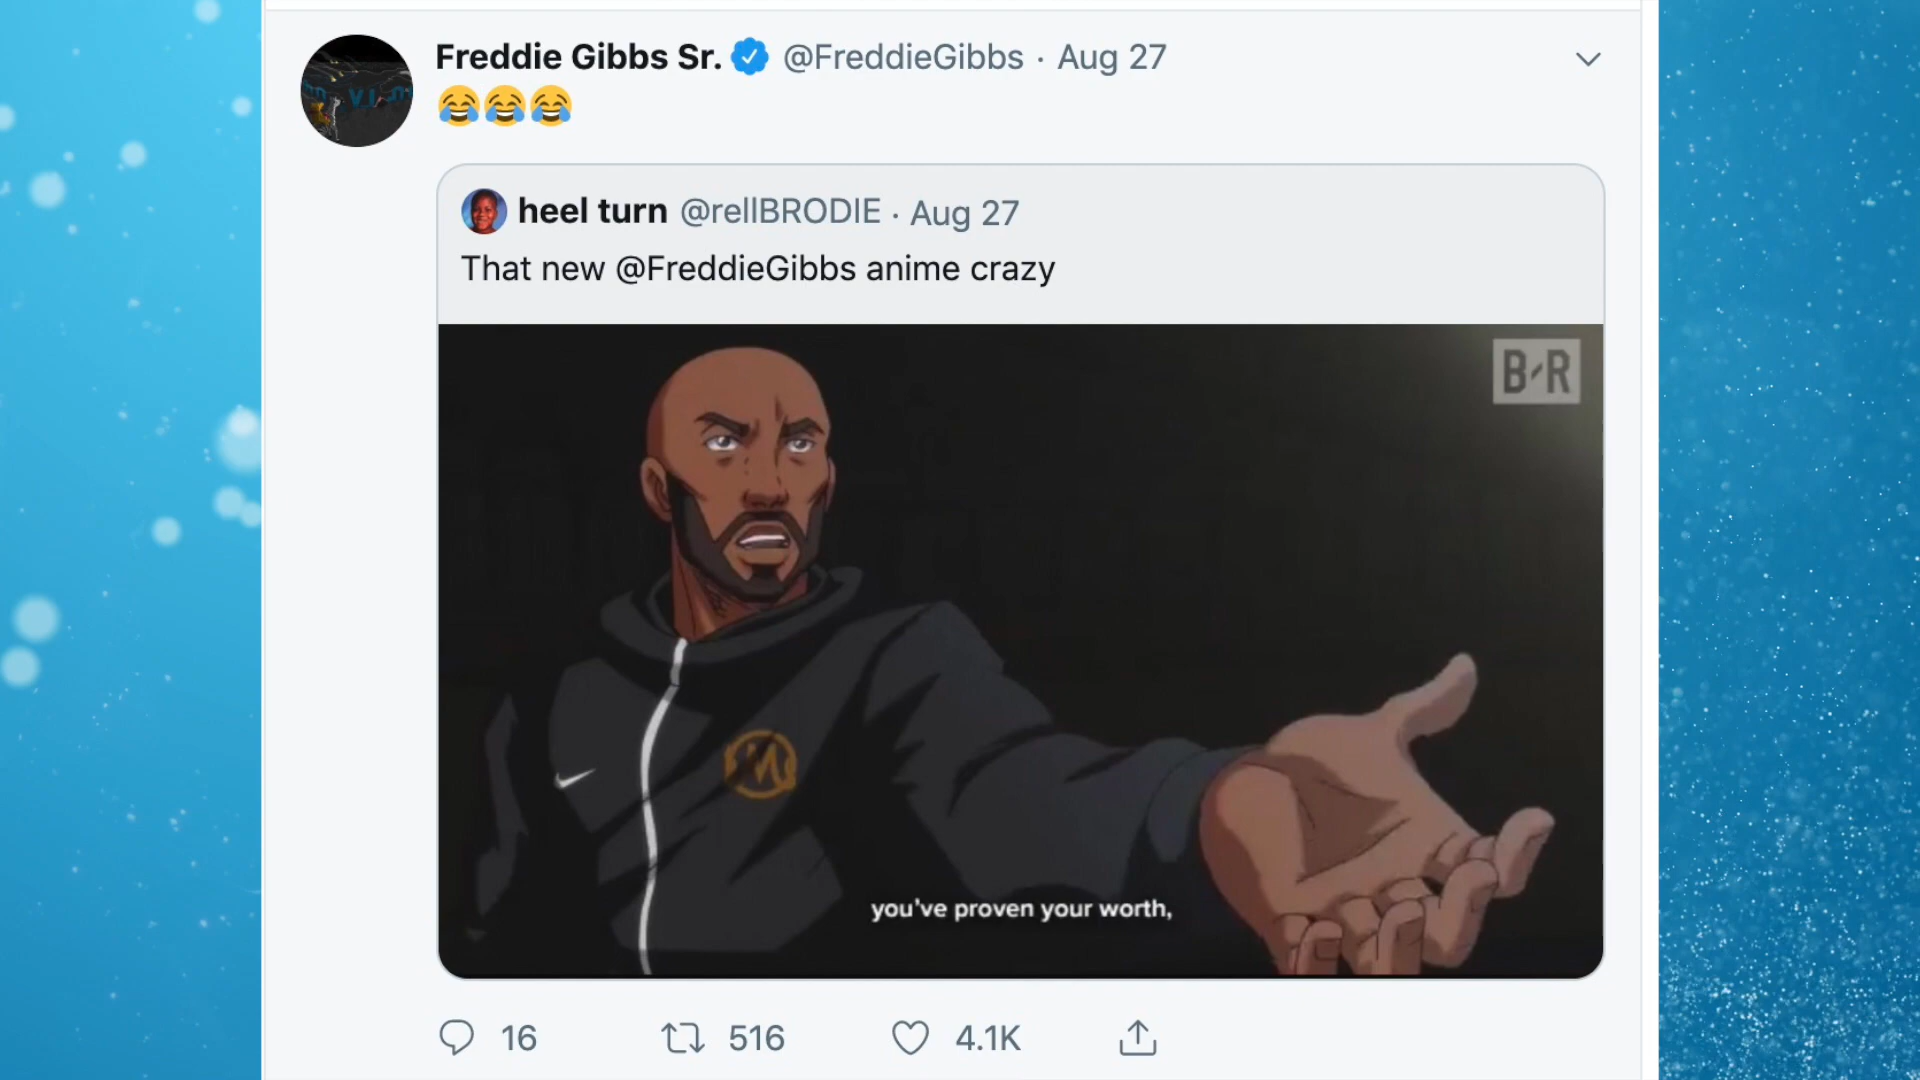 Freddie Gibbs Sr. @FreddieGibbs · Aug 27
😂😂😂
heel turn @rellBRODIE · Aug 27
That new @FreddieGibbs anime crazy
B/R
M
you've proven your worth,
16 516 4.1K